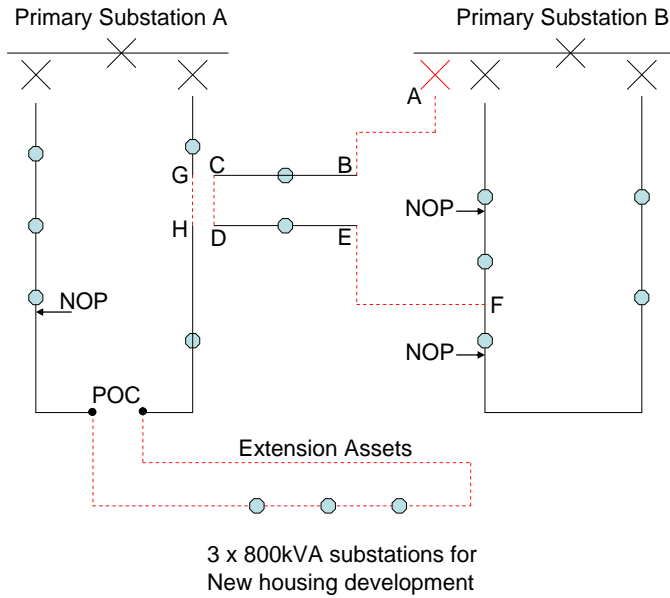 Primary Substation A
Primary Substation B
A
G
C
B
NOP
H
D
E
NOP
F
NOP
POC
Extension Assets
3 x 800kVA substations for
New housing development